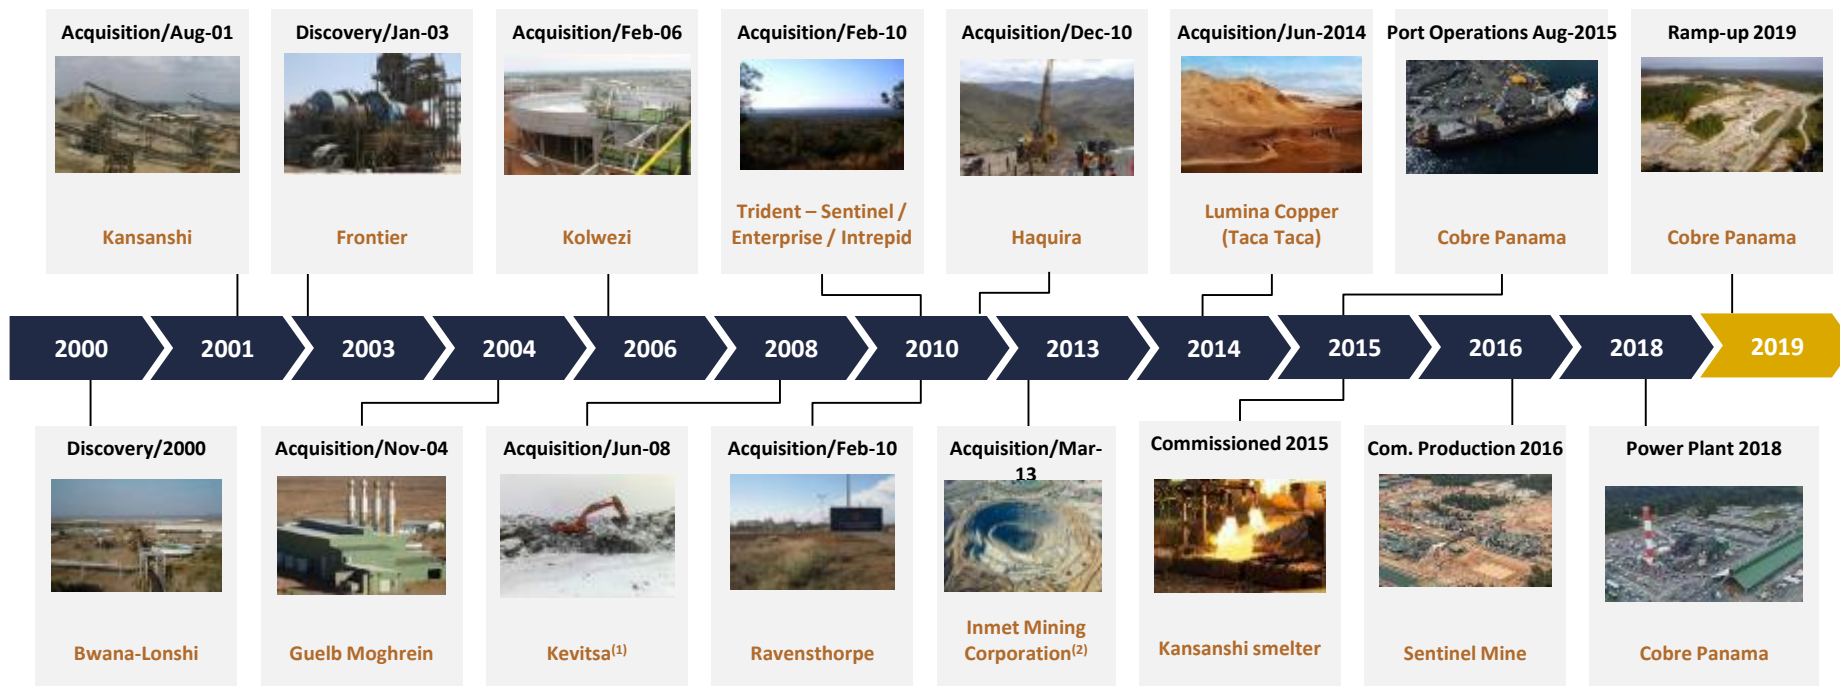 Acquisition/Aug-01
Kansanshi
Discovery/Jan-03
Frontier
Acquisition/Feb-06
Kolwezi
Acquisition/Feb-10
Trident – Sentinel /
Enterprise / Intrepid
Acquisition/Dec-10
Haquira
Acquisition/Jun-2014
Lumina Copper
(Taca Taca)
Port Operations Aug-2015
Cobre Panama
Ramp-up 2019
Cobre Panama
2000
2001
2003
2004
2006
2008
2010
2013
2014
2015
2016
2018
2019
Discovery/2000
Bwana-Lonshi
Acquisition/Nov-04
Guelb Moghrein
Acquisition/Jun-08
Kevitsa(1)
Acquisition/Feb-10
Ravensthorpe
Acquisition/Mar-
13
Inmet Mining
Corporation(2)
Commissioned 2015
Kansanshi smelter
Com. Production 2016
Sentinel Mine
Power Plant 2018
Cobre Panama